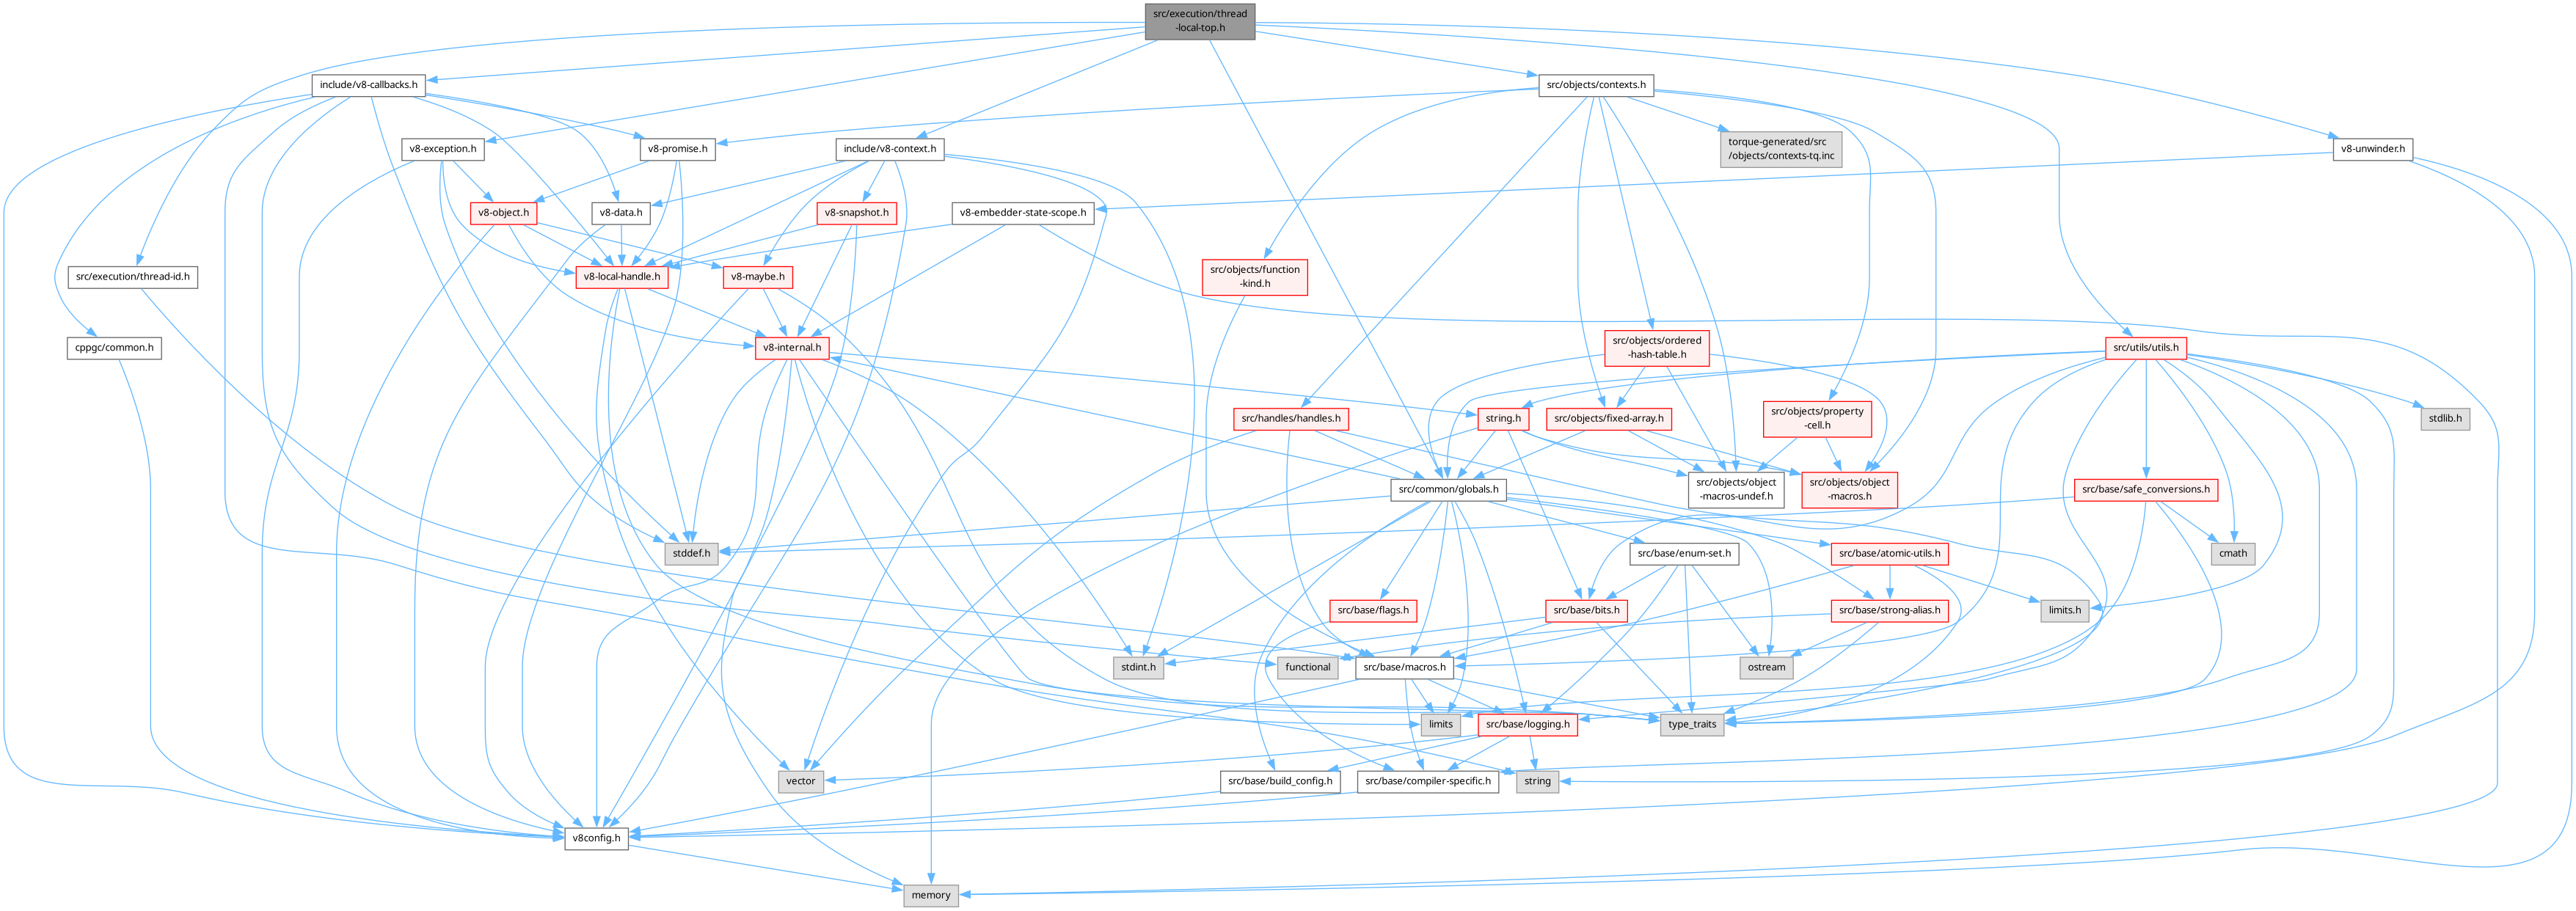 src/execution/thread
-local-top.h
include/v8-callbacks.h
src/objects/contexts.h
v8-exception.h
v8-promise.h
include/v8-context.h
torque-generated/src
/objects/contexts-tq.inc
v8-unwinder.h
v8-object.h
v8-data.h
v8-snapshot.h
v8-embedder-state-scope.h
src/execution/thread-id.h
v8-local-handle.h
v8-maybe.h
src/objects/function
-kind.h
cppgc/common.h
v8-internal.h
src/objects/ordered
-hash-table.h
src/utils/utils.h
src/handles/handles.h
string.h
src/objects/fixed-array.h
src/objects/property
-cell.h
stdlib.h
src/common/globals.h
src/objects/object
-macros-undef.h
src/objects/object
-macros.h
src/base/safe_conversions.h
stddef.h
src/base/enum-set.h
src/base/atomic-utils.h
cmath
src/base/flags.h
src/base/bits.h
src/base/strong-alias.h
limits.h
stdint.h
functional
src/base/macros.h
ostream
limits
src/base/logging.h
type_traits
vector
src/base/build_config.h
src/base/compiler-specific.h
string
v8config.h
memory